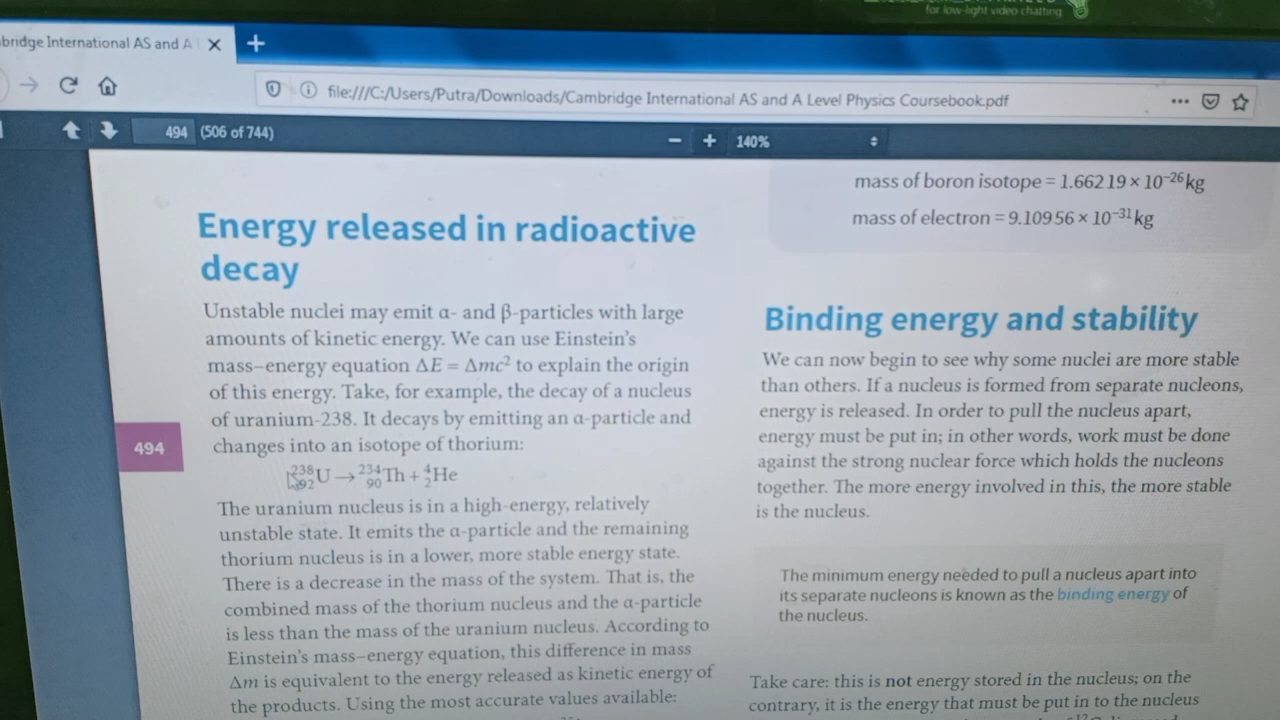 for low-light video chatting
bridge International AS and A
file:///C:/Users/Putra/Downloads/Cambridge International AS and A Level Physics Coursebook.pdf
494 (506 of 744)
140%
Energy released in radioactive
decay
Unstable nuclei may emit α- and β-particles with large
amounts of kinetic energy. We can use Einstein's
mass–energy equation ΔE = Δmc² to explain the origin
of this energy. Take, for example, the decay of a nucleus
of uranium-238. It decays by emitting an α-particle and
494
changes into an isotope of thorium:
²³⁸₉₂U → ²³⁴₉₀Th + ⁴₂He
The uranium nucleus is in a high-energy, relatively
unstable state. It emits the α-particle and the remaining
thorium nucleus is in a lower, more stable energy state.
There is a decrease in the mass of the system. That is, the
combined mass of the thorium nucleus and the α-particle
is less than the mass of the uranium nucleus. According to
Einstein's mass–energy equation, this difference in mass
Δm is equivalent to the energy released as kinetic energy of
the products. Using the most accurate values available:
mass of boron isotope = 1.662 19 × 10⁻²⁶ kg
mass of electron = 9.109 56 × 10⁻³¹ kg
Binding energy and stability
We can now begin to see why some nuclei are more stable
than others. If a nucleus is formed from separate nucleons,
energy is released. In order to pull the nucleus apart,
energy must be put in; in other words, work must be done
against the strong nuclear force which holds the nucleons
together. The more energy involved in this, the more stable
is the nucleus.
The minimum energy needed to pull a nucleus apart into
its separate nucleons is known as the binding energy of
the nucleus.
Take care: this is not energy stored in the nucleus; on the
contrary, it is the energy that must be put in to the nucleus